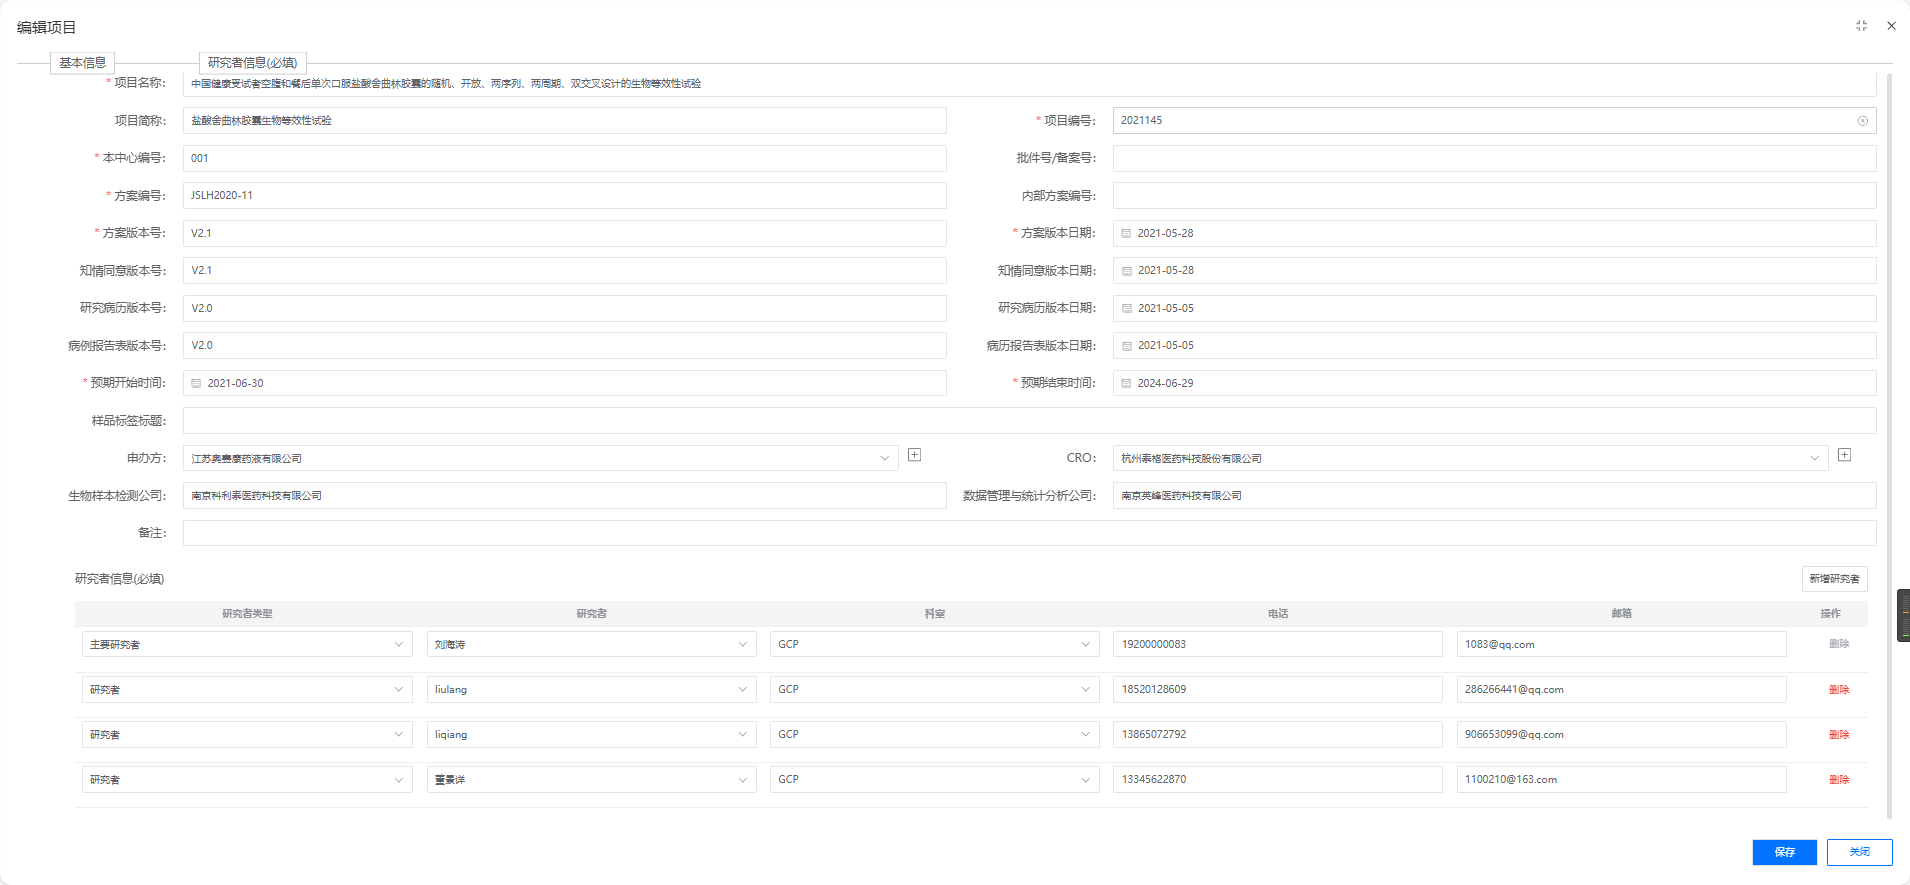 编辑项目
基本信息 研究者信息(必填)
* 项目名称: 中国健康受试者空腹和餐后单次口服盐酸舍曲林胶囊的随机、开放、两序列、两周期、双交叉设计的生物等效性试验
项目简称: 盐酸舍曲林胶囊生物等效性试验 * 项目编号: 2021145
* 本中心编号: 001 批件号/备案号:
* 方案编号: JSLH2020-11 内部方案编号:
* 方案版本号: V2.1 * 方案版本日期: 2021-05-28
知情同意版本号: V2.1 知情同意版本日期: 2021-05-28
研究病历版本号: V2.0 研究病历版本日期: 2021-05-05
病例报告表版本号: V2.0 病历报告表版本日期: 2021-05-05
* 预期开始时间: 2021-06-30 * 预期结束时间: 2024-06-29
样品标签标题:
申办方: 江苏奥赛康药液有限公司 CRO: 杭州泰格医药科技股份有限公司
生物样本检测公司: 南京科利泰医药科技有限公司 数据管理与统计分析公司: 南京英峰医药科技有限公司
备注:
研究者信息(必填) 新增研究者
研究者类型 研究者 科室 电话 邮箱 操作
主要研究者 刘海涛 GCP 19200000083 1083@qq.com 删除
研究者 liulang GCP 18520128609 286266441@qq.com 删除
研究者 liqiang GCP 13865072792 906653099@qq.com 删除
研究者 董景详 GCP 13345622870 1100210@163.com 删除
保存 关闭